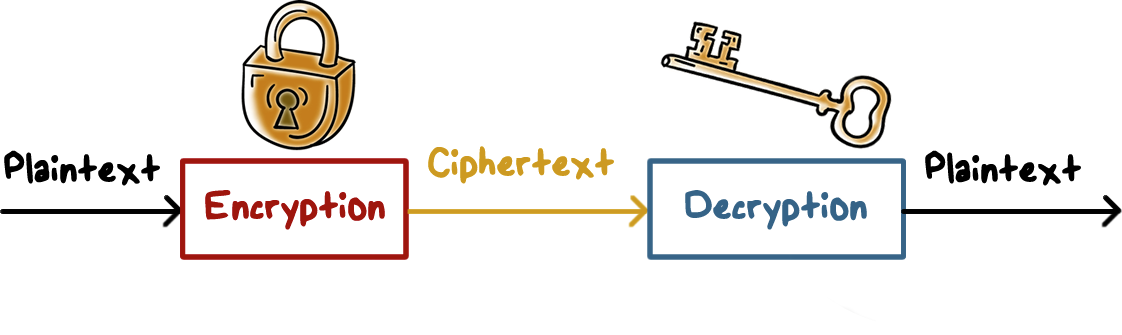 Plaintext
Encryption
Ciphertext
Decryption
Plaintext